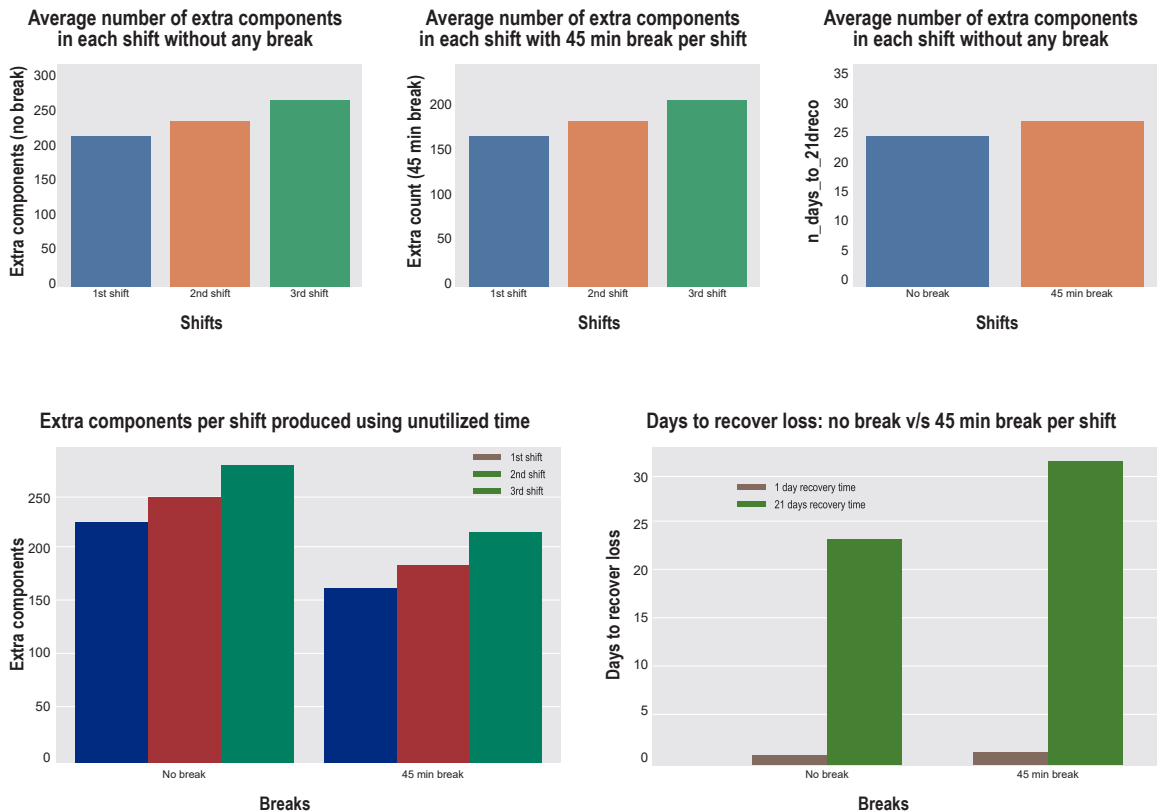 Average number of extra components
in each shift without any break
Extra components (no break)
300
250
200
150
100
50
0
1st shift
2nd shift
3rd shift
Shifts
Average number of extra components
in each shift with 45 min break per shift
Extra count (45 min break)
200
150
100
50
0
1st shift
2nd shift
3rd shift
Shifts
Average number of extra components
in each shift without any break
n_days_to_21dreco
35
30
25
20
15
10
5
0
No break
45 min break
Shifts
Extra components per shift produced using unutilized time
Extra components
250
200
150
100
50
0
1st shift
2nd shift
3rd shift
No break
45 min break
Breaks
Days to recover loss: no break v/s 45 min break per shift
Days to recover loss
30
25
20
15
10
5
0
1 day recovery time
21 days recovery time
No break
45 min break
Breaks